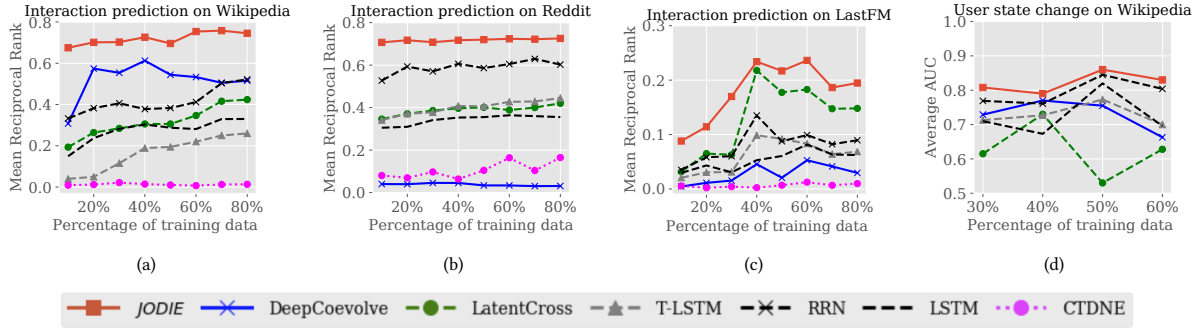 Interaction prediction on Wikipedia
Mean Reciprocal Rank
0.8
0.6
0.4
0.2
0.0
20% 40% 60% 80%
Percentage of training data
(a)
Interaction prediction on Reddit
Mean Reciprocal Rank
0.8
0.6
0.4
0.2
0.0
20% 40% 60% 80%
Percentage of training data
(b)
Interaction prediction on LastFM
Mean Reciprocal Rank
0.3
0.2
0.1
0.0
20% 40% 60% 80%
Percentage of training data
(c)
User state change on Wikipedia
Average AUC
1.0
0.9
0.8
0.7
0.6
0.5
30% 40% 50% 60%
Percentage of training data
(d)
JODIE DeepCoevolve LatentCross T-LSTM RRN LSTM CTDNE